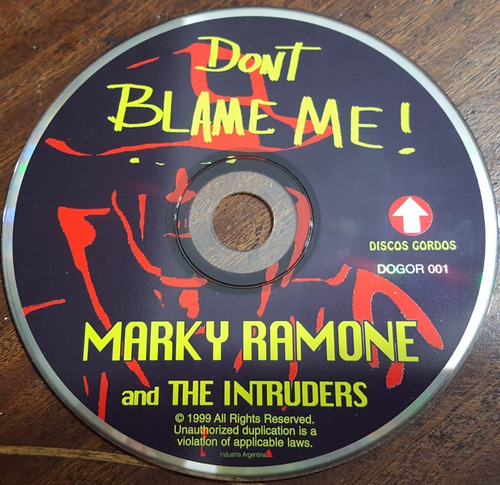 DONT
BLAME ME!
DISCOS GORDOS
DOGOR 001
MARKY RAMONE
and THE INTRUDERS
© 1999 All Rights Reserved.
Unauthorized duplication is a
violation of applicable laws.
Industria Argentina